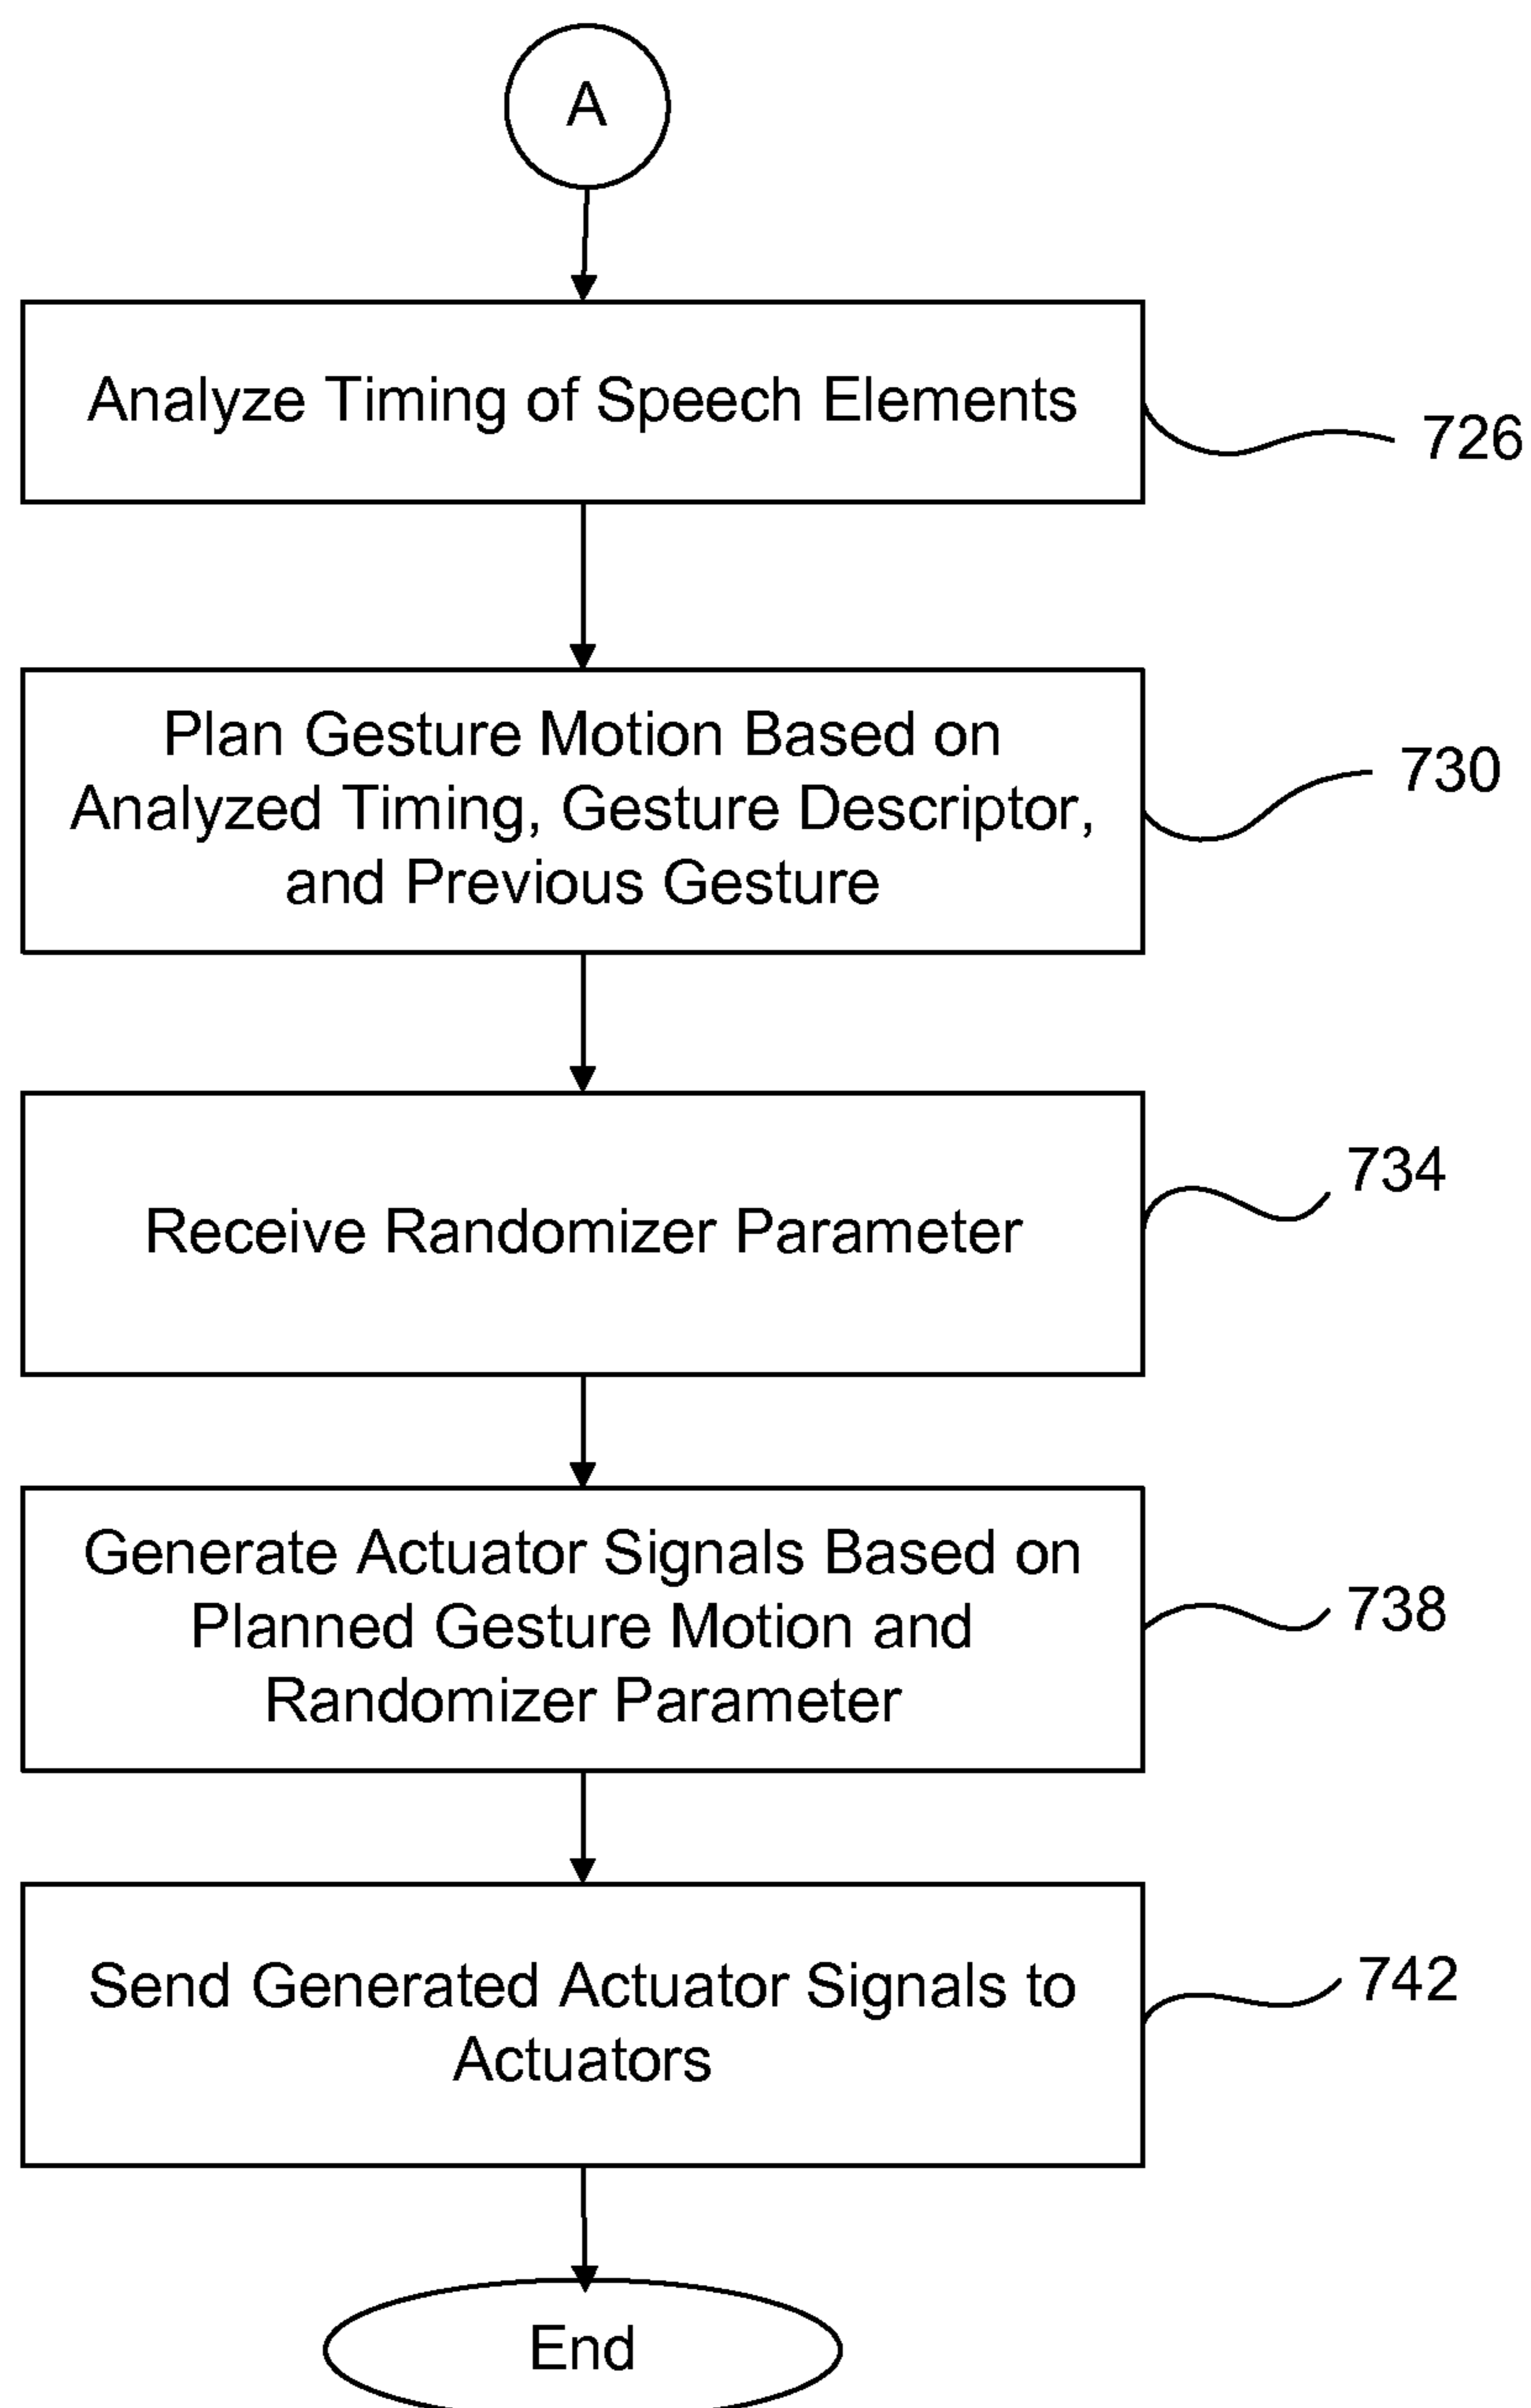 A
Analyze Timing of Speech Elements
726
Plan Gesture Motion Based on
Analyzed Timing, Gesture Descriptor,
and Previous Gesture
730
Receive Randomizer Parameter
734
Generate Actuator Signals Based on
Planned Gesture Motion and
Randomizer Parameter
738
Send Generated Actuator Signals to
Actuators
742
End